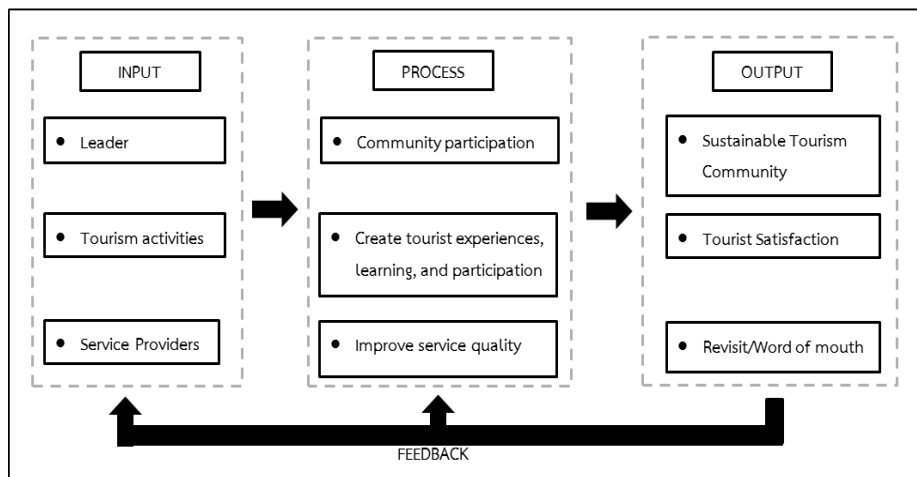 INPUT
• Leader
• Tourism activities
• Service Providers
PROCESS
• Community participation
• Create tourist experiences,
learning, and participation
• Improve service quality
OUTPUT
• Sustainable Tourism
Community
• Tourist Satisfaction
• Revisit/Word of mouth
FEEDBACK